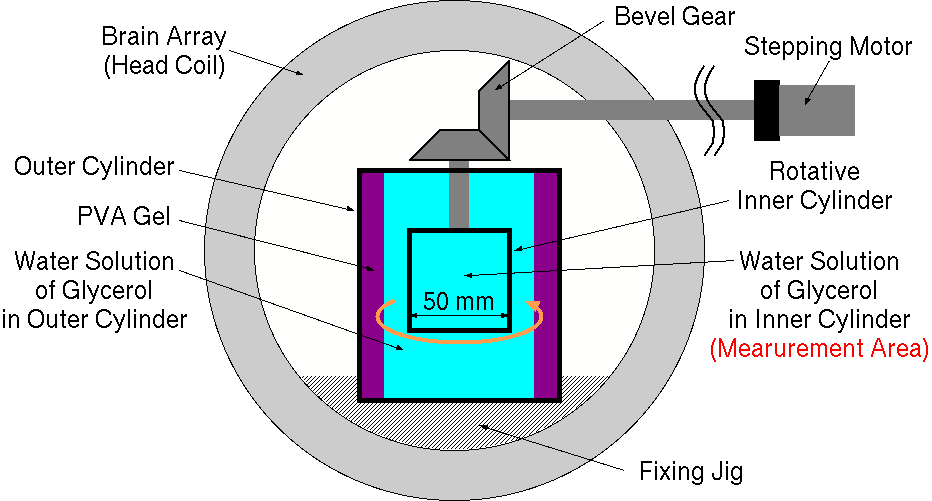 Bevel Gear
Brain Array
(Head Coil)
Stepping Motor
Outer Cylinder
Rotative
Inner Cylinder
PVA Gel
Water Solution
of Glycerol
in Outer Cylinder
50 mm
Water Solution
of Glycerol
in Inner Cylinder
(Mearurement Area)
Fixing Jig